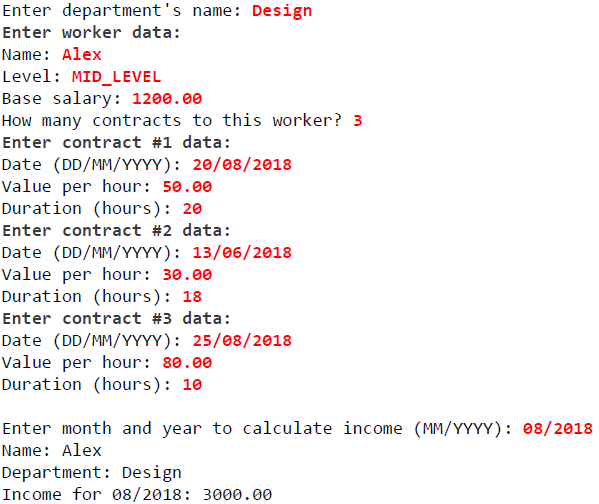 Enter department's name: Design
Enter worker data:
Name: Alex
Level: MID_LEVEL
Base salary: 1200.00
How many contracts to this worker? 3
Enter contract #1 data:
Date (DD/MM/YYYY): 20/08/2018
Value per hour: 50.00
Duration (hours): 20
Enter contract #2 data:
Date (DD/MM/YYYY): 13/06/2018
Value per hour: 30.00
Duration (hours): 18
Enter contract #3 data:
Date (DD/MM/YYYY): 25/08/2018
Value per hour: 80.00
Duration (hours): 10
Enter month and year to calculate income (MM/YYYY): 08/2018
Name: Alex
Department: Design
Income for 08/2018: 3000.00